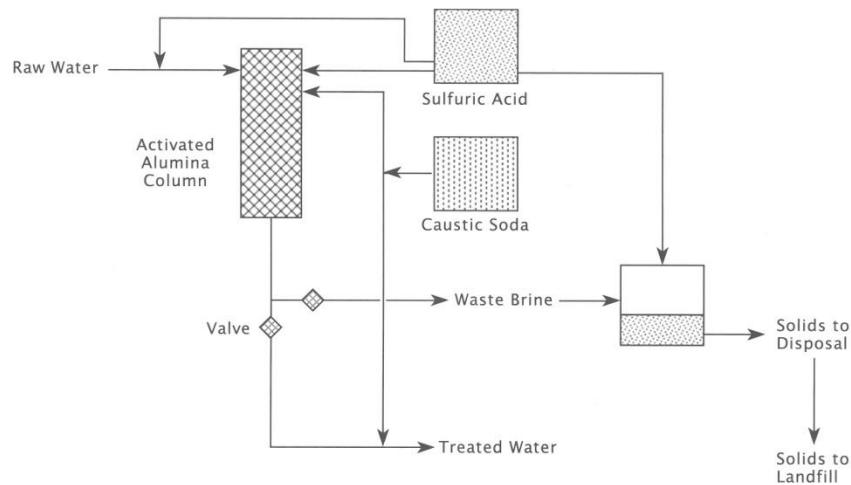 Raw Water
Sulfuric Acid
Activated
Alumina
Column
Caustic Soda
Waste Brine
Valve
Solids to
Disposal
Treated Water
Solids to
Landfill